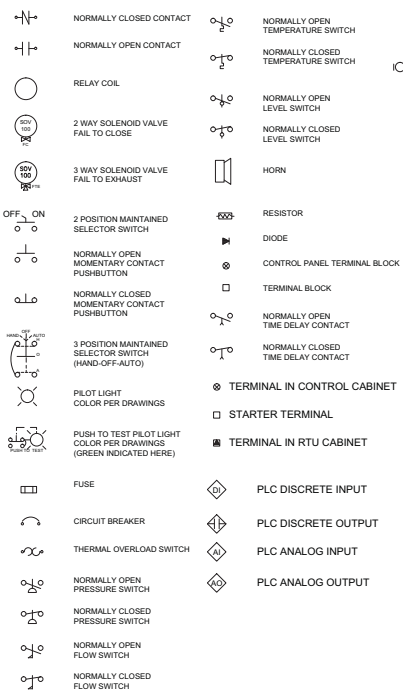 NORMALLY CLOSED CONTACT
NORMALLY OPEN CONTACT
RELAY COIL
SOV
100
FC
2 WAY SOLENOID VALVE
FAIL TO CLOSE
SOV
100
FTE
3 WAY SOLENOID VALVE
FAIL TO EXHAUST
OFF ON
2 POSITION MAINTAINED
SELECTOR SWITCH
NORMALLY OPEN
MOMENTARY CONTACT
PUSHBUTTON
NORMALLY CLOSED
MOMENTARY CONTACT
PUSHBUTTON
OFF
HAND AUTO
H
O
A
3 POSITION MAINTAINED
SELECTOR SWITCH
(HAND-OFF-AUTO)
PILOT LIGHT
COLOR PER DRAWINGS
PUSH TO TEST
PUSH TO TEST PILOT LIGHT
COLOR PER DRAWINGS
(GREEN INDICATED HERE)
FUSE
CIRCUIT BREAKER
THERMAL OVERLOAD SWITCH
NORMALLY OPEN
PRESSURE SWITCH
NORMALLY CLOSED
PRESSURE SWITCH
NORMALLY OPEN
FLOW SWITCH
NORMALLY CLOSED
FLOW SWITCH
NORMALLY OPEN
TEMPERATURE SWITCH
NORMALLY CLOSED
TEMPERATURE SWITCH
NORMALLY OPEN
LEVEL SWITCH
NORMALLY CLOSED
LEVEL SWITCH
HORN
RESISTOR
DIODE
CONTROL PANEL TERMINAL BLOCK
TERMINAL BLOCK
NORMALLY OPEN
TIME DELAY CONTACT
NORMALLY CLOSED
TIME DELAY CONTACT
TERMINAL IN CONTROL CABINET
STARTER TERMINAL
TERMINAL IN RTU CABINET
DI PLC DISCRETE INPUT
PLC DISCRETE OUTPUT
AI PLC ANALOG INPUT
AO PLC ANALOG OUTPUT